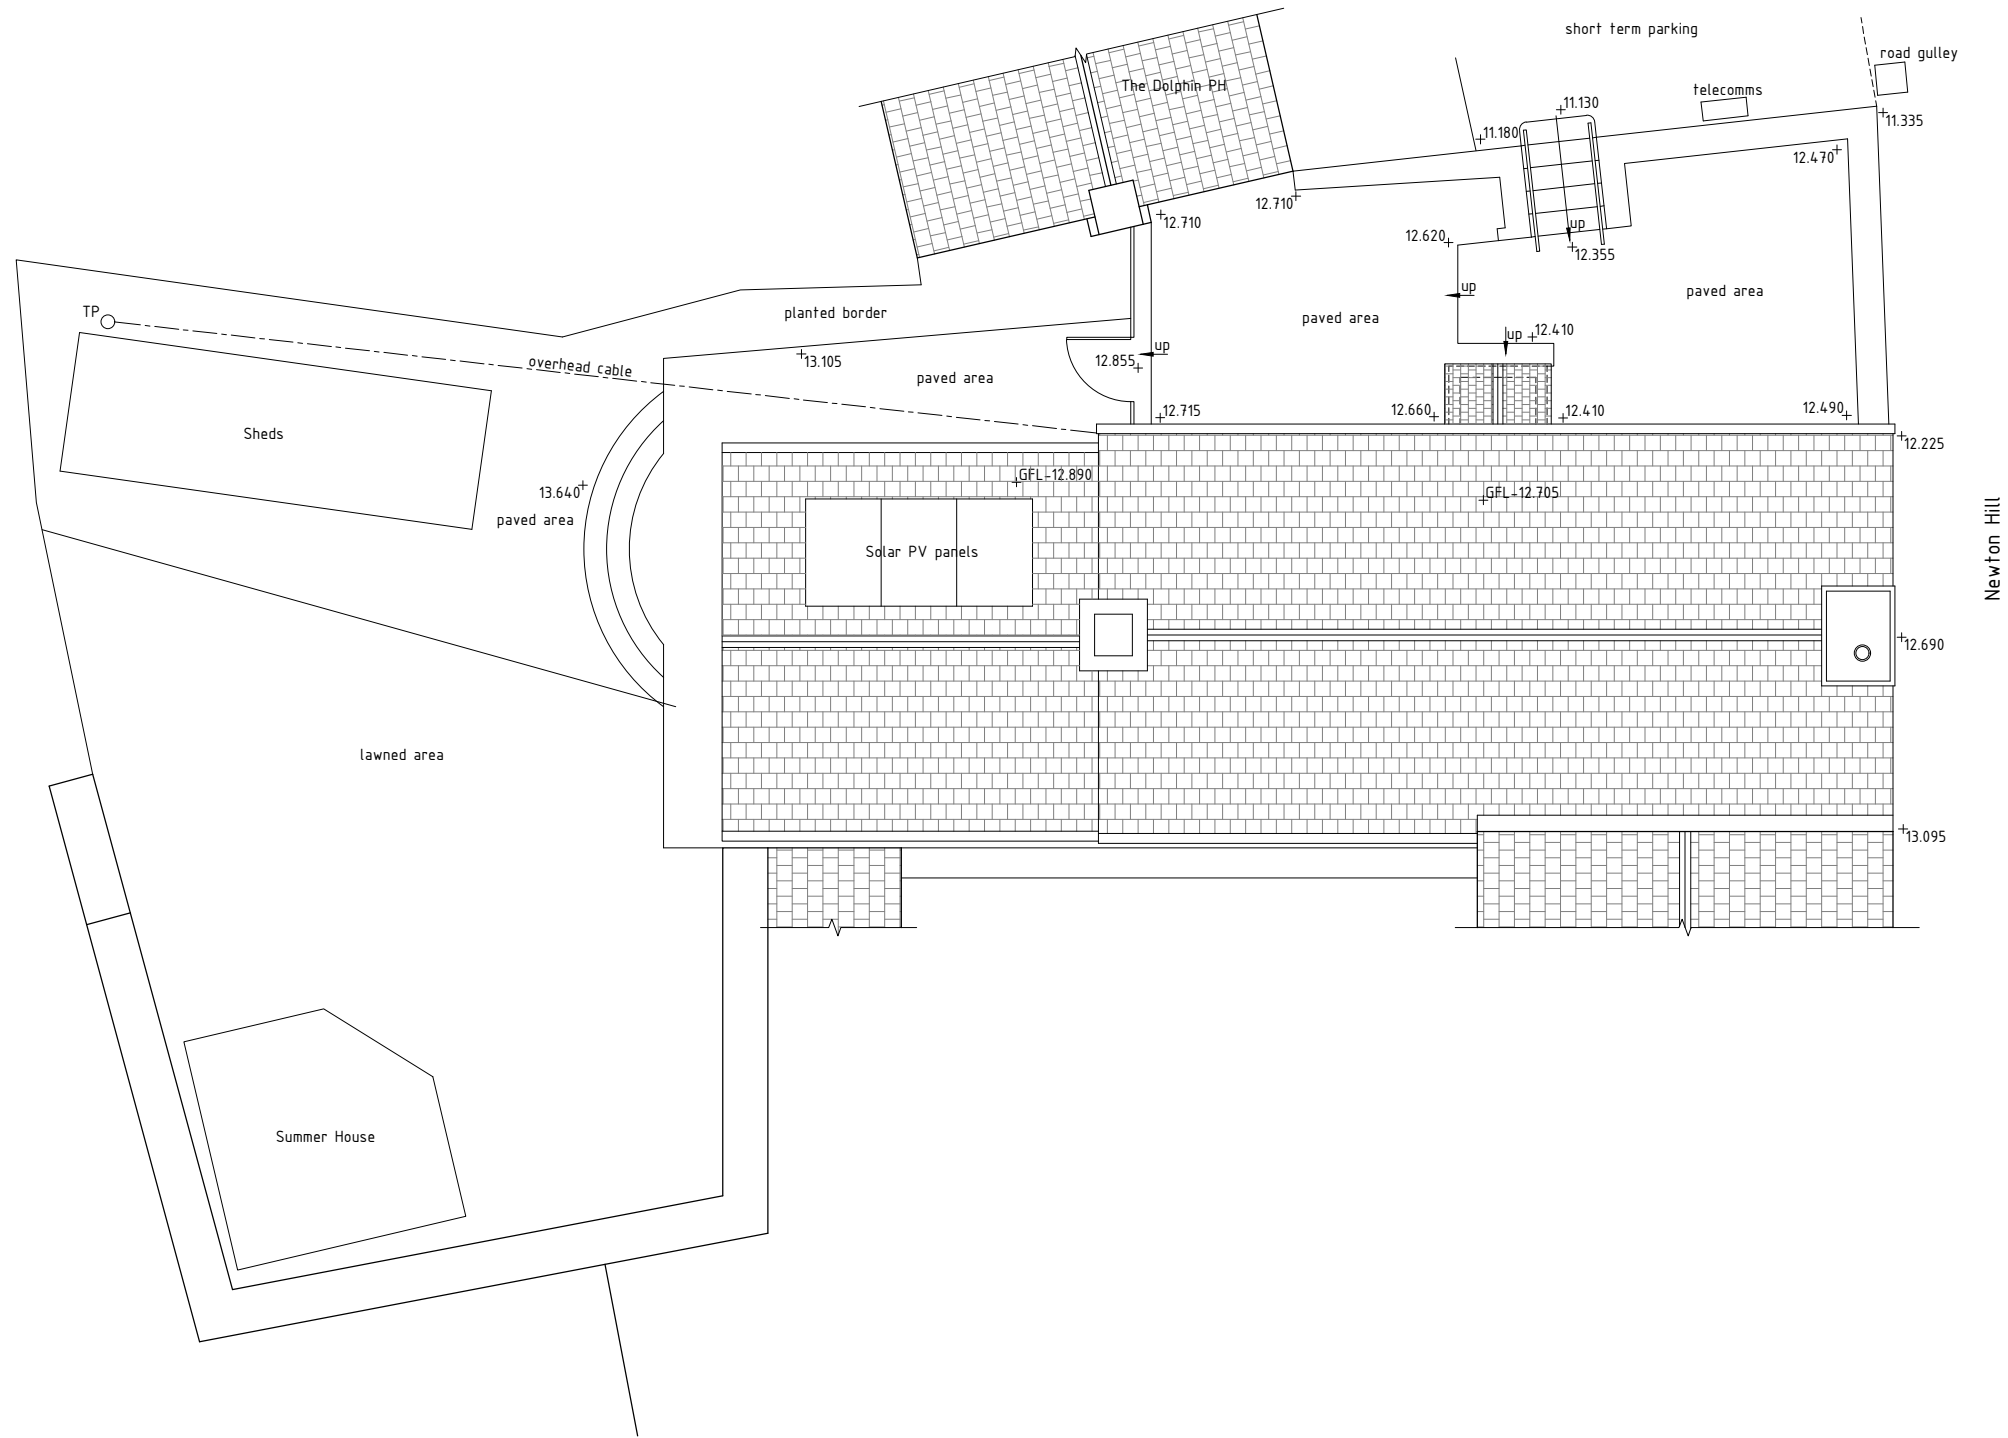 short term parking
road gulley
The Dolphin PH
telecomms
11.130
11.335
11.180
12.470
12.710
12.710
12.620
up
12.355
up
paved area
planted border
paved area
TP
up
12.410
up
overhead cable
13.105
12.855
paved area
12.715
12.660
12.410
12.490
Sheds
12.225
GFL-12.890
13.640
GFL-12.705
paved area
Newton Hill
Solar PV panels
12.690
lawned area
13.095
Summer House